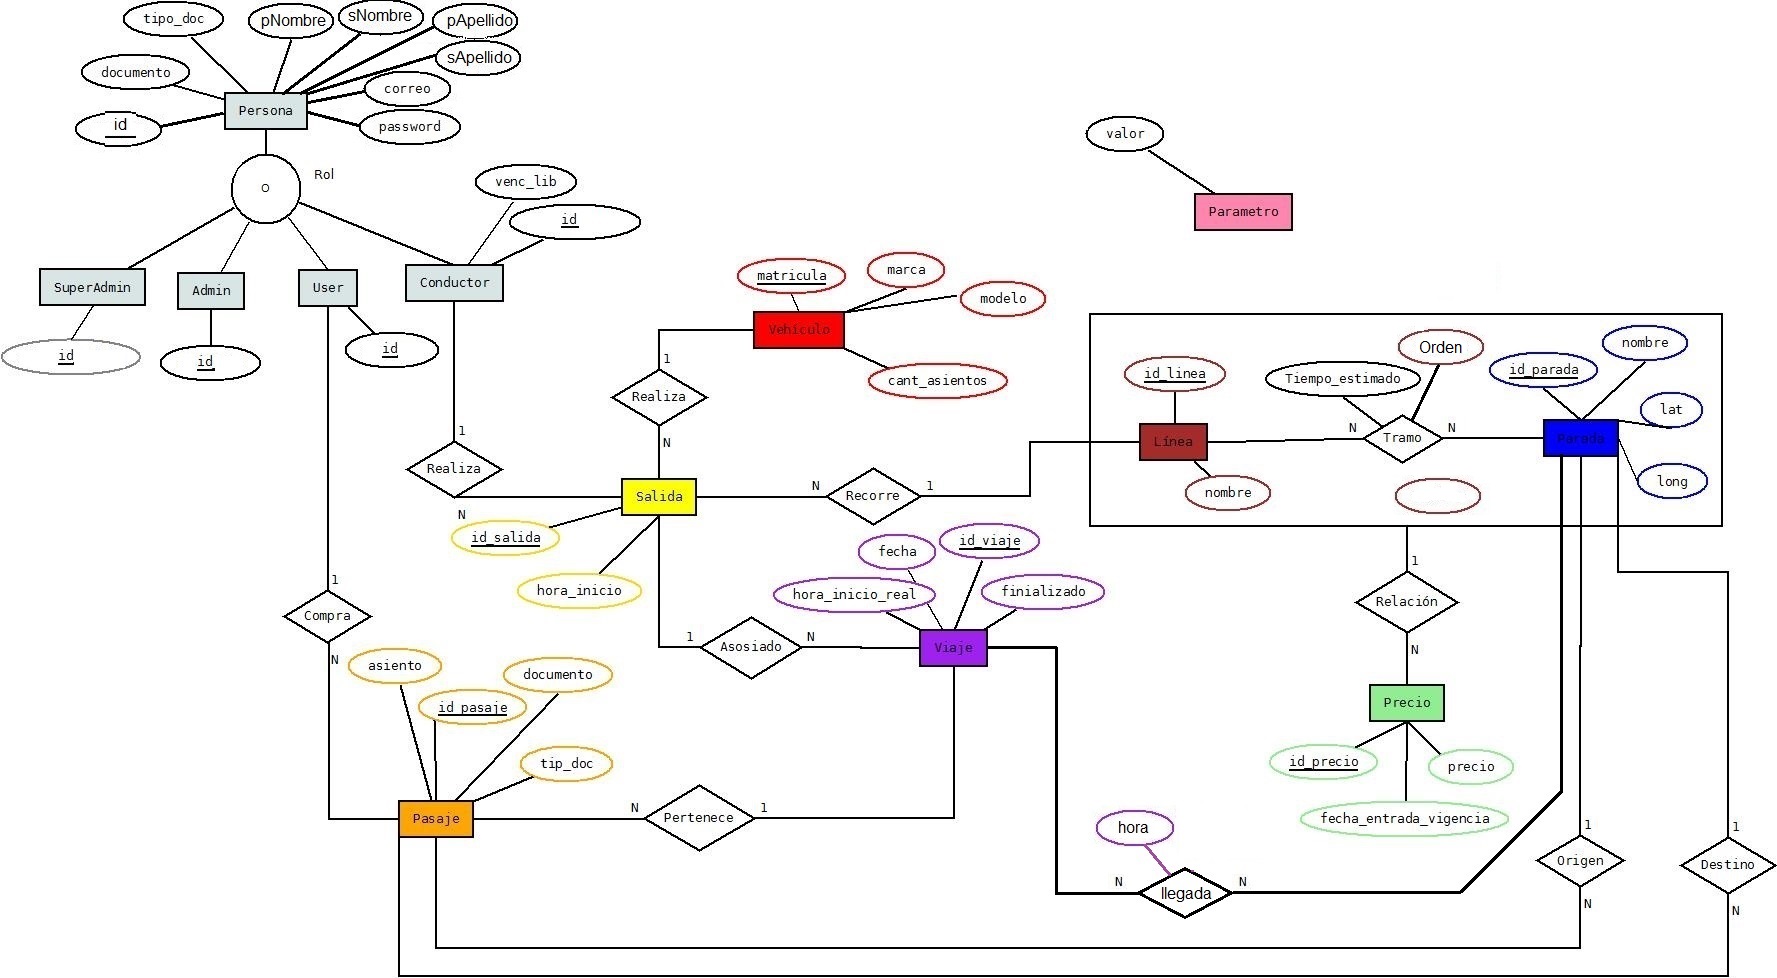 tipo_doc
pNombre
sNombre
pApellido
sApellido
documento
correo
id
Persona
password
valor
Rol
O
venc_lib
id
Parametro
SuperAdmin
Admin
User
Conductor
matricula
marca
modelo
Vehiculo
id
id
id
1
cant_asientos
Realiza
id_linea
Tiempo_estimado
Orden
id_parada
nombre
lat
1
N
Realiza
N
N
Línea
Tramo
Parada
long
nombre
Salida
N
Recorre
1
N
id_salida
hora_inicio
fecha
id_viaje
hora_inicio_real
finializado
1
Relación
N
1
Compra
N
1
Asosiado
N
Viaje
asiento
documento
id_pasaje
tip_doc
Precio
id_precio
precio
fecha_entrada_vigencia
Pasaje
N
Pertenece
1
hora
1
1
N
llegada
N
Origen
Destino
N
N